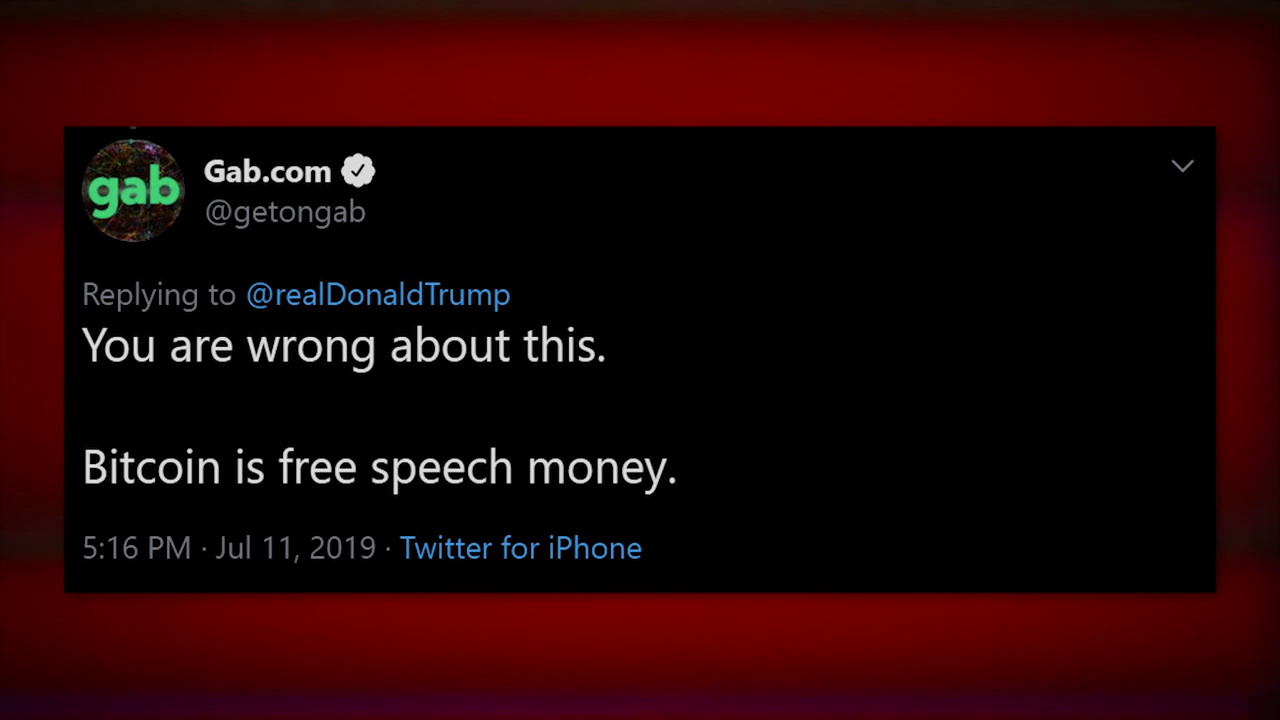 gab
Gab.com
@getongab
Replying to @realDonaldTrump
You are wrong about this.
Bitcoin is free speech money.
5:16 PM · Jul 11, 2019 · Twitter for iPhone